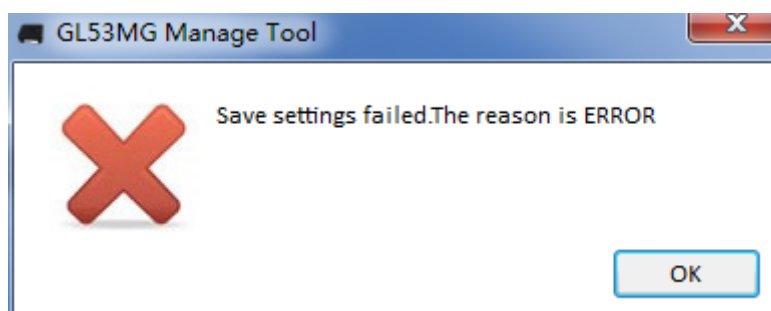 GL53MG Manage Tool
Save settings failed.The reason is ERROR
OK